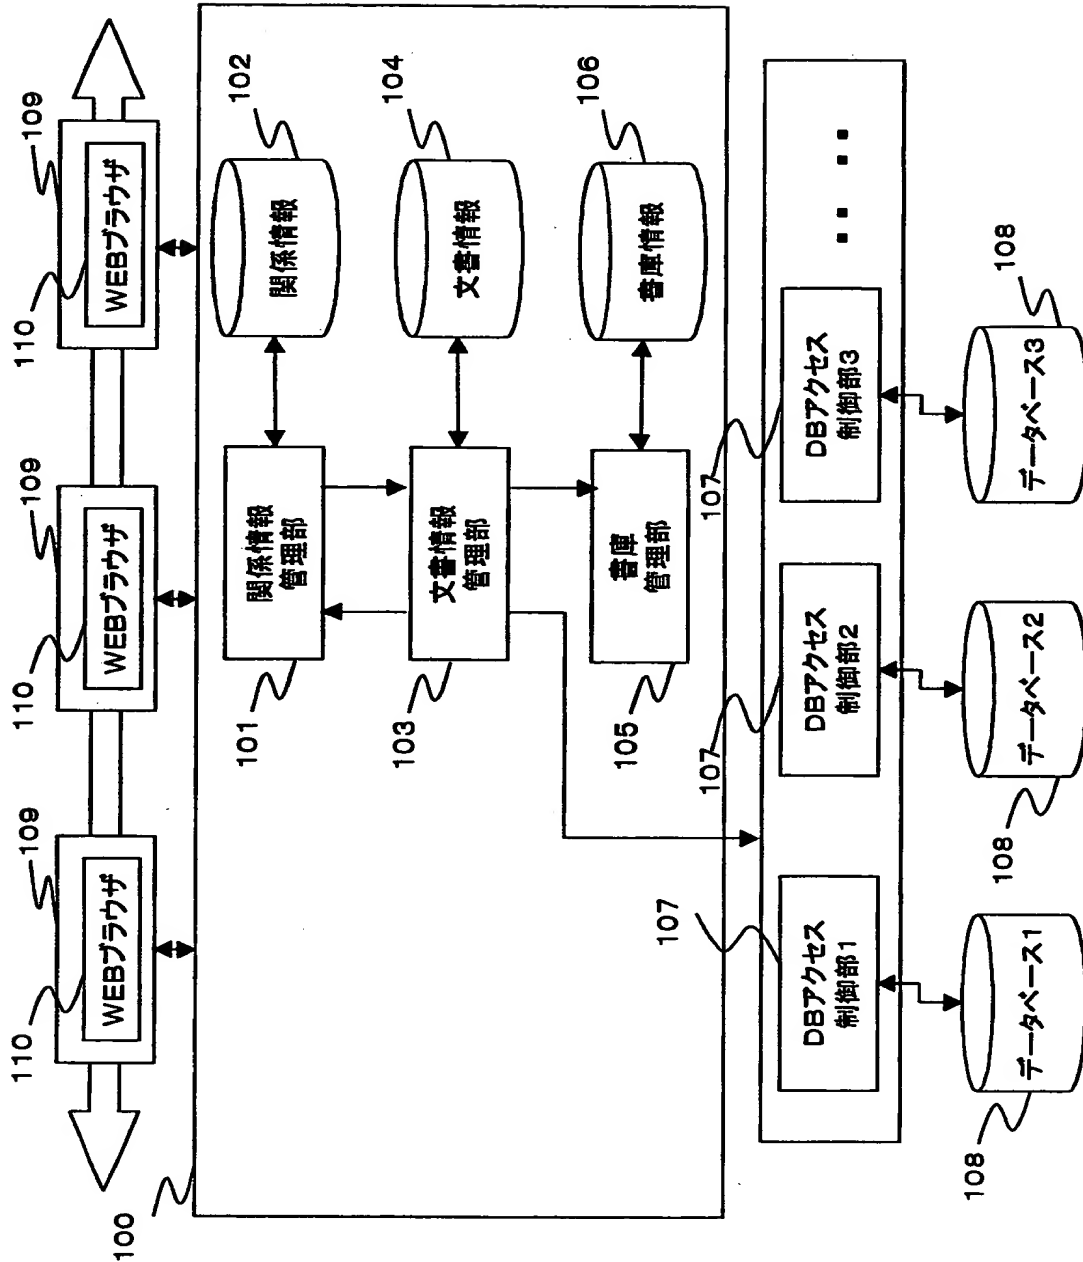 100
110
109
WEBブラウザ
110
109
WEBブラウザ
110
109
WEBブラウザ
101
関係情報
管理部
関係情報
102
103
文書情報
管理部
文書情報
104
105
書庫
管理部
書庫情報
106
107
DBアクセス
制御部1
107
DBアクセス
制御部2
107
DBアクセス
制御部3
108
データベース1
108
データベース2
108
データベース3